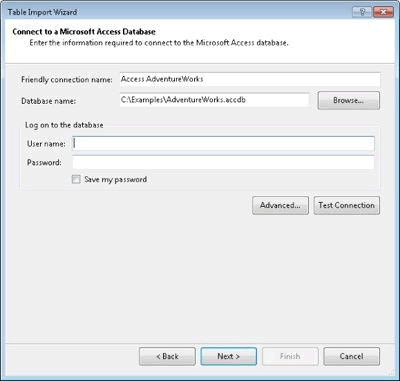 Table Import Wizard
Connect to a Microsoft Access Database
Enter the information required to connect to the Microsoft Access database.
Friendly connection name: Access AdventureWorks
Database name: C:\Examples\AdventureWorks.accdb Browse...
Log on to the database
User name:
Password:
Save my password
Advanced... Test Connection
< Back Next > Finish Cancel